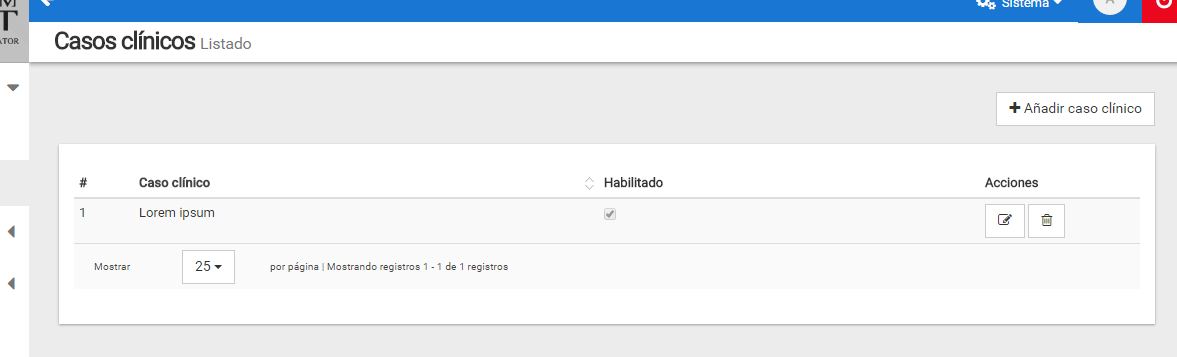 Sistema
A
Casos clínicos Listado
Añadir caso clínico
# Caso clínico Habilitado Acciones
1 Lorem ipsum
Mostrar 25 por página | Mostrando registros 1 - 1 de 1 registros